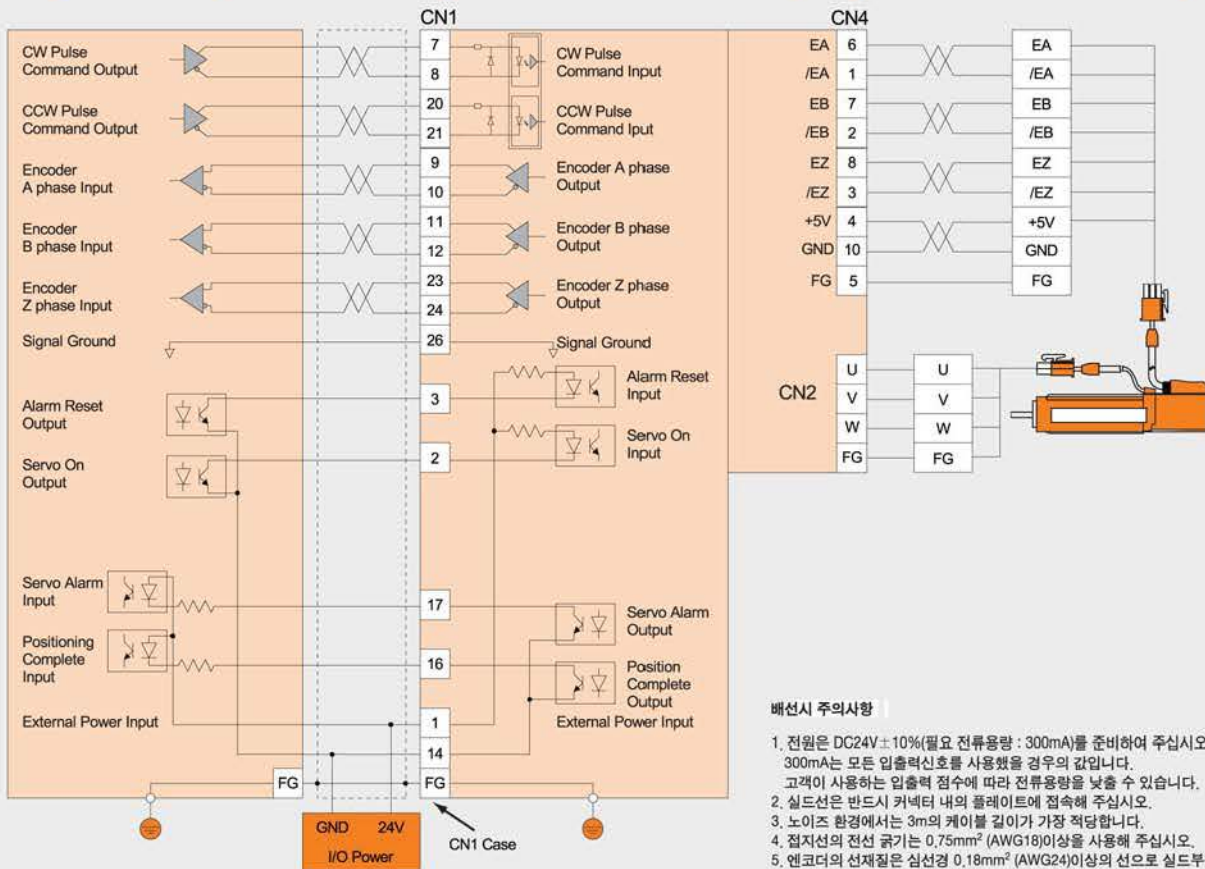 CN1
CN4
CW Pulse
Command Output
7
8
CW Pulse
Command Input
CCW Pulse
Command Output
20
21
CCW Pulse
Command Iput
Encoder
A phase Input
9
10
Encoder A phase
Output
Encoder
B phase Input
11
12
Encoder B phase
Output
Encoder
Z phase Input
23
24
Encoder Z phase
Output
Signal Ground
26
Signal Ground
Alarm Reset
Output
3
Alarm Reset
Input
Servo On
Output
2
Servo On
Input
Servo Alarm
Input
17
Servo Alarm
Output
Positioning
Complete
Input
16
Position
Complete
Output
External Power Input
1
External Power Input
14
FG
FG
GND 24V
I/O Power
CN1 Case
EA 6 EA
/EA 1 /EA
EB 7 EB
/EB 2 /EB
EZ 8 EZ
/EZ 3 /EZ
+5V 4 +5V
GND 10 GND
FG 5 FG
CN2
U U
V V
W W
FG FG
배선시 주의사항
1. 전원은 DC24V±10%(필요 전류용량 : 300mA)를 준비하여 주십시오
300mA는 모든 입출력신호를 사용했을 경우의 값입니다.
고객이 사용하는 입출력 점수에 따라 전류용량을 낮출 수 있습니다.
2. 실드선은 반드시 커넥터 내의 플레이트에 접속해 주십시오.
3. 노이즈 환경에서는 3m의 케이블 길이가 가장 적당합니다.
4. 접지선의 전선 굵기는 0.75mm² (AWG18)이상을 사용해 주십시오.
5. 엔코더의 선재질은 심선경 0.18mm² (AWG24)이상의 선으로 실드부